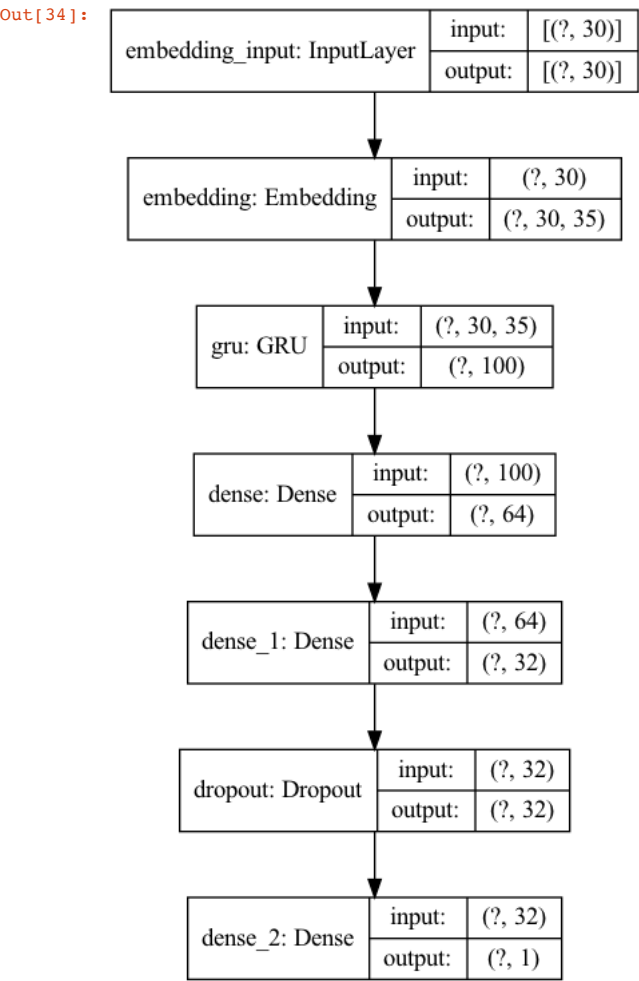 Out[34]:
embedding_input: InputLayer
input: [(?, 30)]
output: [(?, 30)]
embedding: Embedding
input: (?, 30)
output: (?, 30, 35)
gru: GRU
input: (?, 30, 35)
output: (?, 100)
dense: Dense
input: (?, 100)
output: (?, 64)
dense_1: Dense
input: (?, 64)
output: (?, 32)
dropout: Dropout
input: (?, 32)
output: (?, 32)
dense_2: Dense
input: (?, 32)
output: (?, 1)